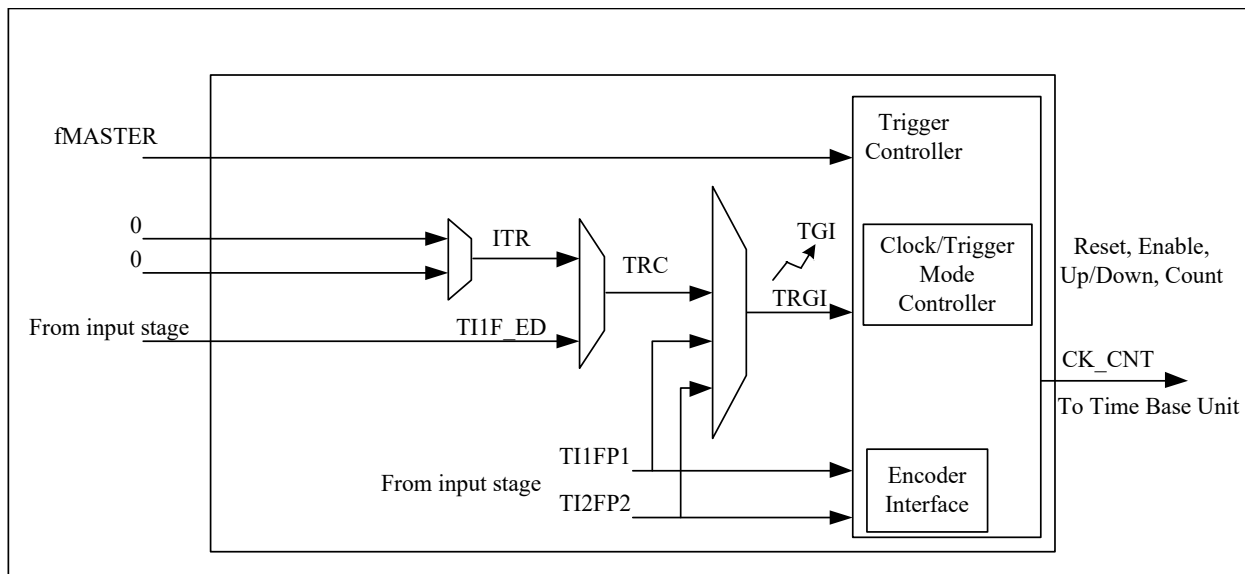 fMASTER
Trigger
Controller
0
0
ITR
TRC
TGI
TRGI
Clock/Trigger
Mode
Controller
Reset, Enable,
Up/Down, Count
From input stage
TI1F_ED
CK_CNT
To Time Base Unit
From input stage
TI1FP1
TI2FP2
Encoder
Interface